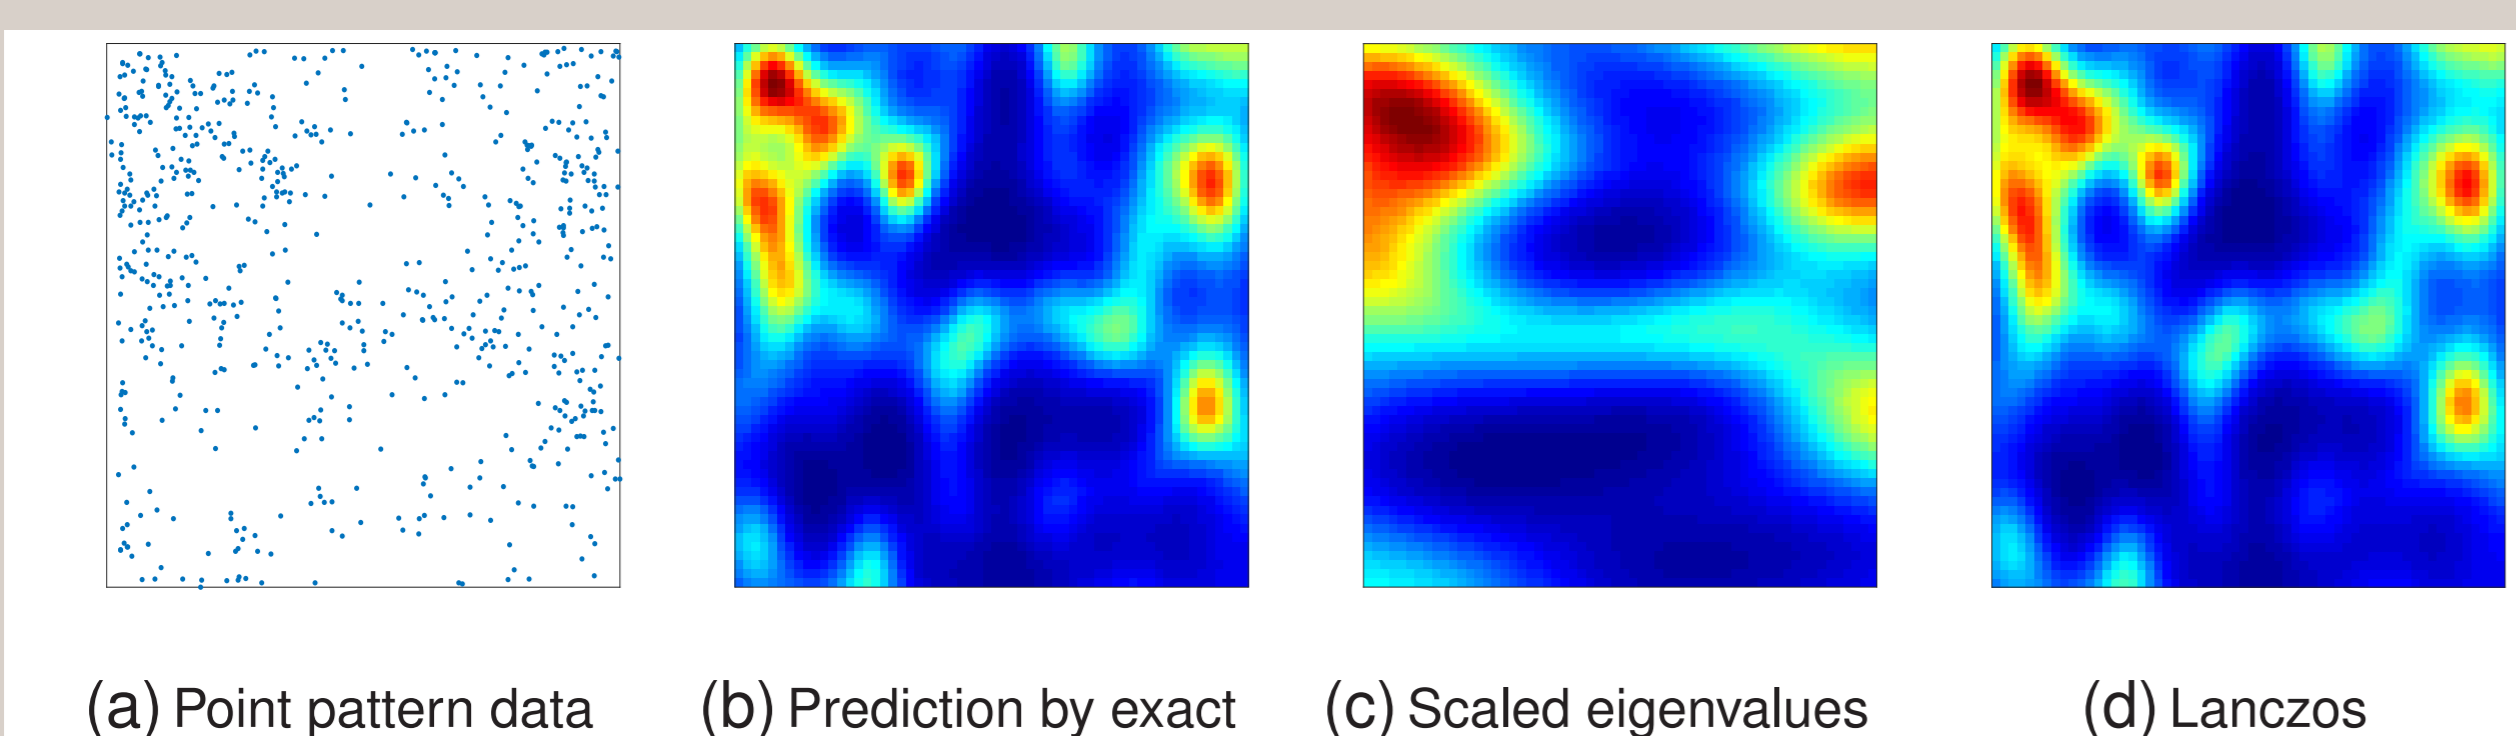 (a) Point pattern data
(b) Prediction by exact
(c) Scaled eigenvalues
(d) Lanczos